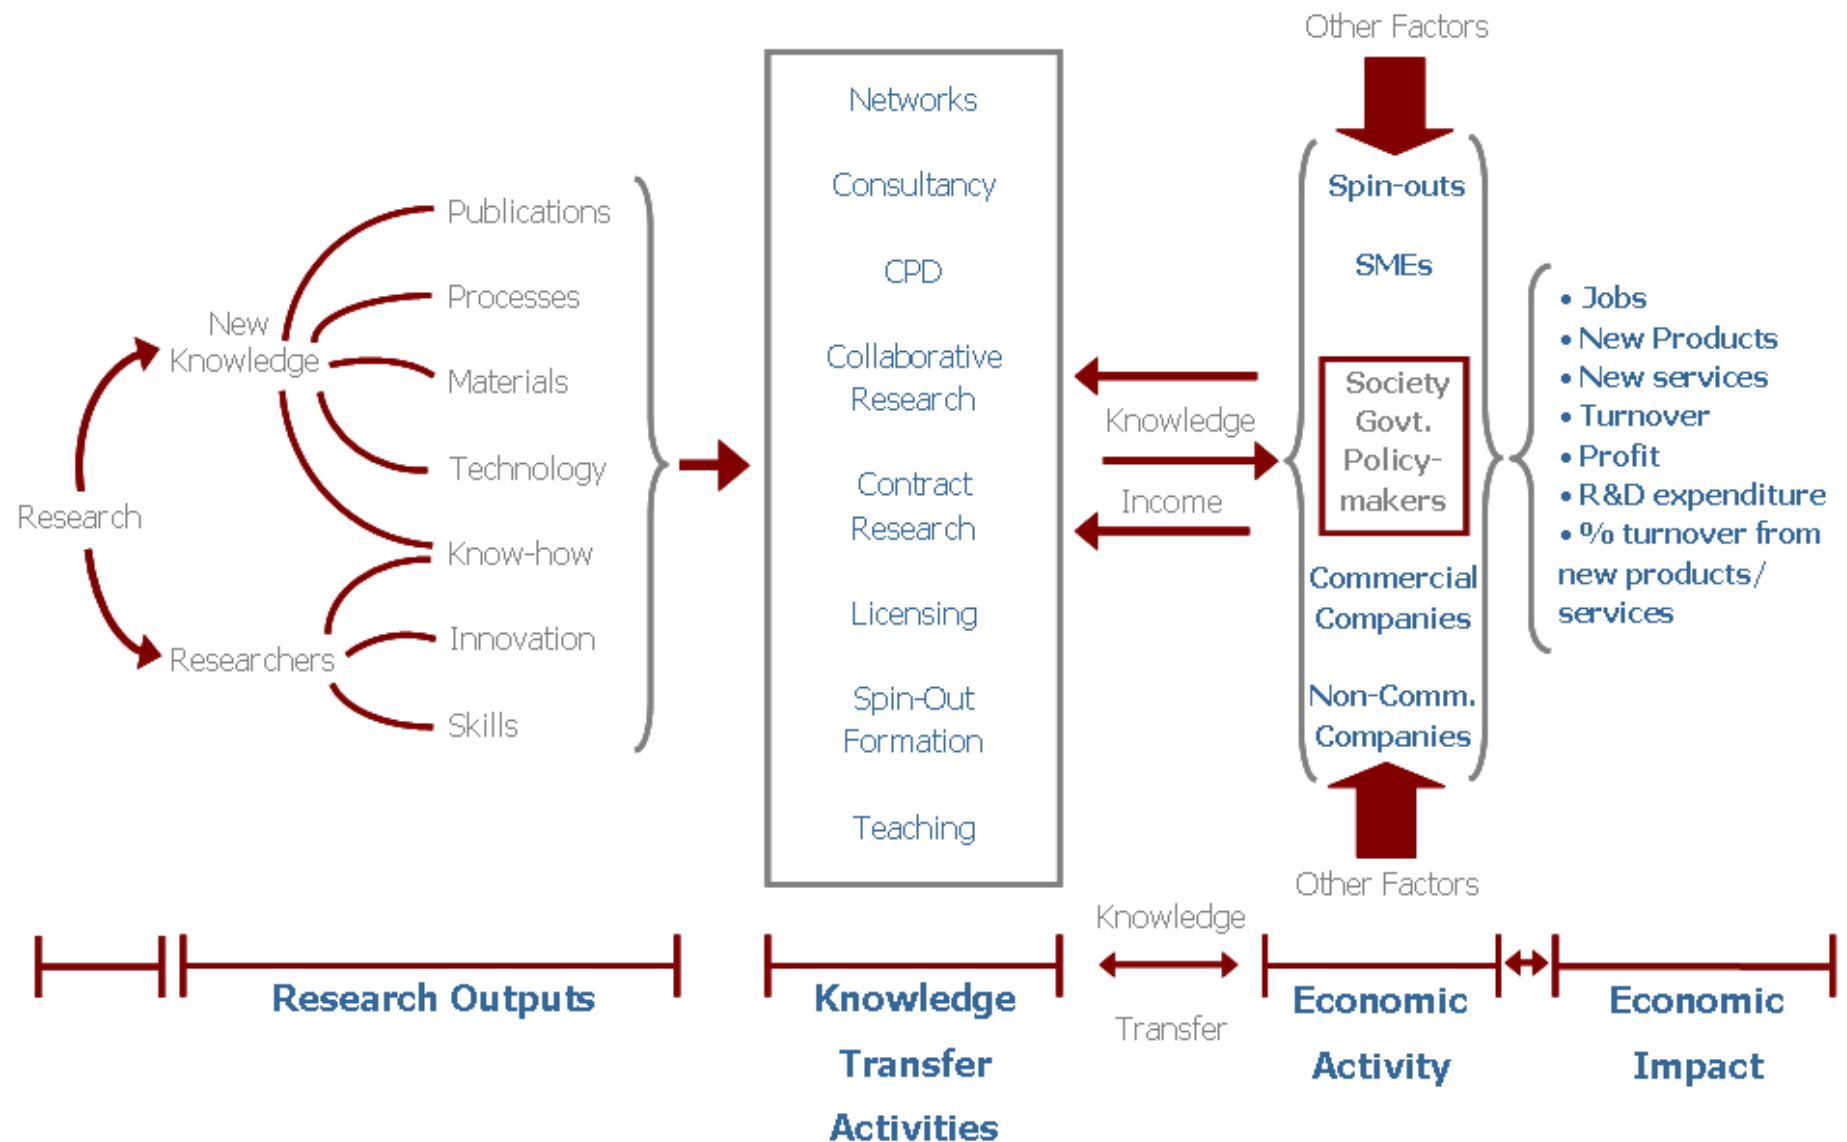 Other Factors
Networks
Consultancy
CPD
Collaborative
Research
Contract
Research
Licensing
Spin-Out
Formation
Teaching
Publications
Processes
Materials
Technology
Know-how
Innovation
Skills
New
Knowledge
Research
Researchers
Knowledge
Income
Spin-outs
SMEs
Society
Govt.
Policy-
makers
Commercial
Companies
Non-Comm.
Companies
Other Factors
• Jobs
• New Products
• New services
• Turnover
• Profit
• R&D expenditure
• % turnover from
new products/
services
Research Outputs
Knowledge
Transfer
Activities
Knowledge
Transfer
Economic
Activity
Economic
Impact